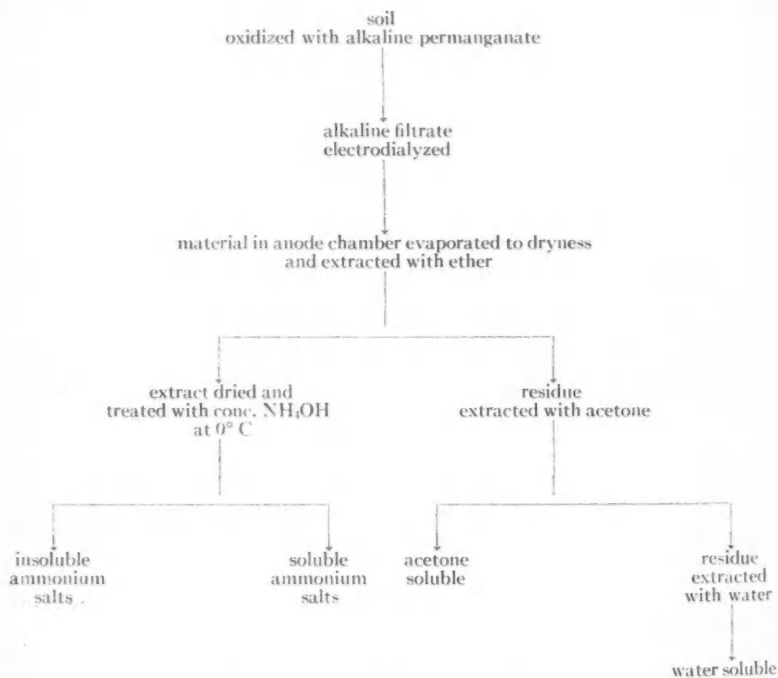 soil
oxidized with alkaline permanganate
alkaline filtrate
electrodialyzed
material in anode chamber evaporated to dryness
and extracted with ether
extract dried and
treated with conc. NH₄OH
at 0° C
residue
extracted with acetone
insoluble
ammonium
salts
soluble
ammonium
salts
acetone
soluble
residue
extracted
with water
water soluble